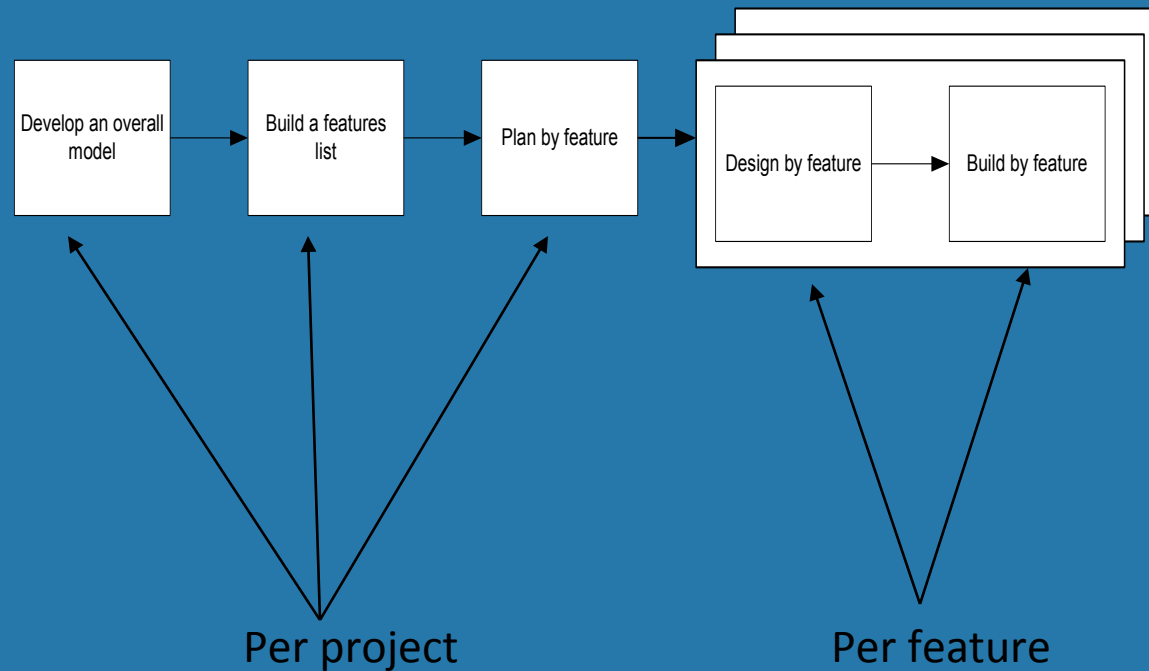 Develop an overall
model
Build a features
list
Plan by feature
Design by feature
Build by feature
Per project
Per feature